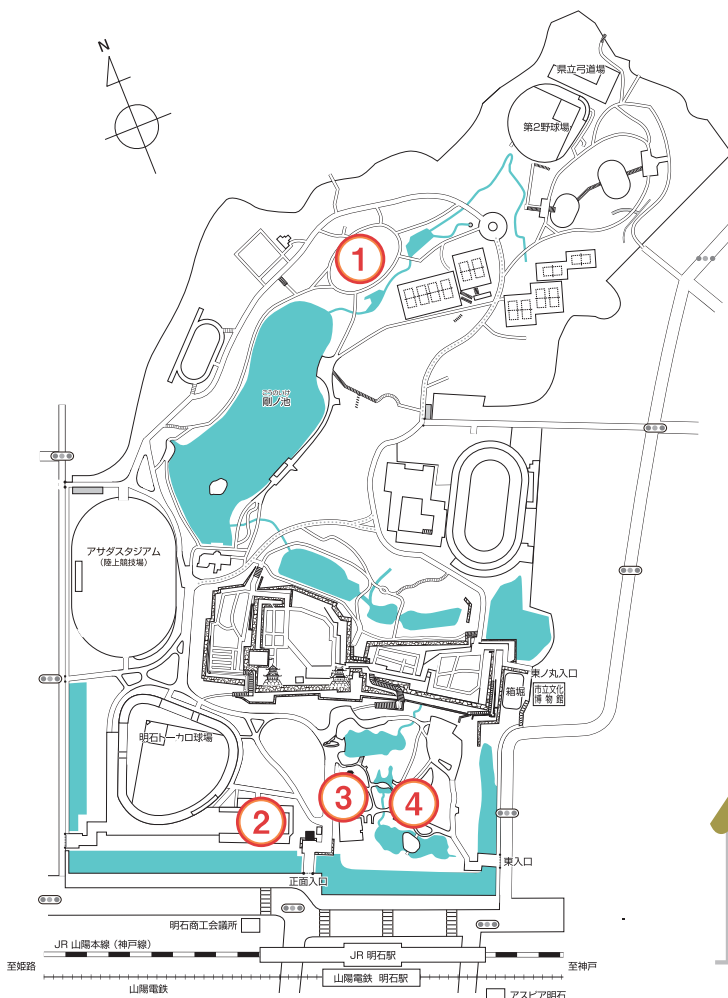 N
県立弓道場
第2野球場
1
こうのいけ
剛ノ池
アサダスタジアム
(陸上競技場)
東ノ丸入口
箱堀
市立文化
博物館
明石トーカロ球場
3
4
2
東入口
正面入口
明石商工会議所
JR 山陽本線(神戸線)
JR 明石駅
至姫路
至神戸
山陽電鉄 明石駅
山陽電鉄
アスピア明石